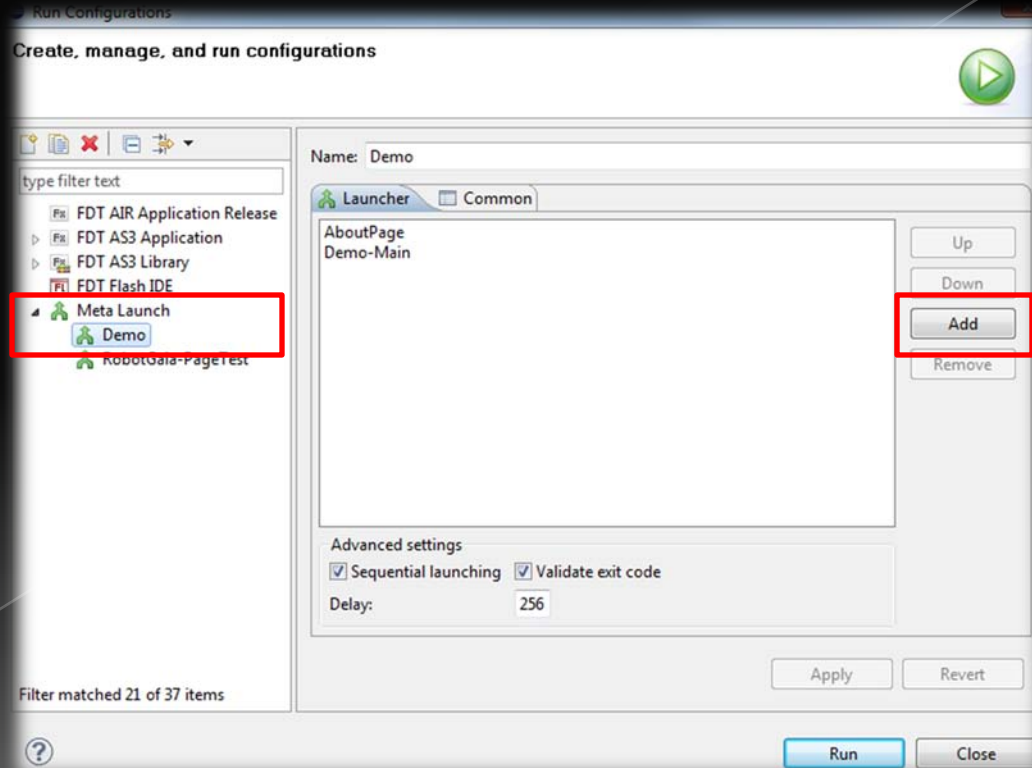 Run Configurations
Create, manage, and run configurations
type filter text
FDT AIR Application Release
FDT AS3 Application
FDT AS3 Library
FDT Flash IDE
Meta Launch
Demo
RobotGala-PageTest
Filter matched 21 of 37 items
Name: Demo
Launcher Common
AboutPage
Demo-Main
Up
Down
Add
Remove
Advanced settings
Sequential launching Validate exit code
Delay: 256
Apply Revert
Run Close